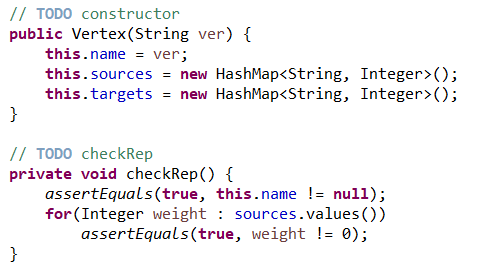 // TODO constructor
public Vertex(String ver) {
    this.name = ver;
    this.sources = new HashMap<String, Integer>();
    this.targets = new HashMap<String, Integer>();
}

// TODO checkRep
private void checkRep() {
    assertEquals(true, this.name != null);
    for(Integer weight : sources.values())
        assertEquals(true, weight != 0);
}